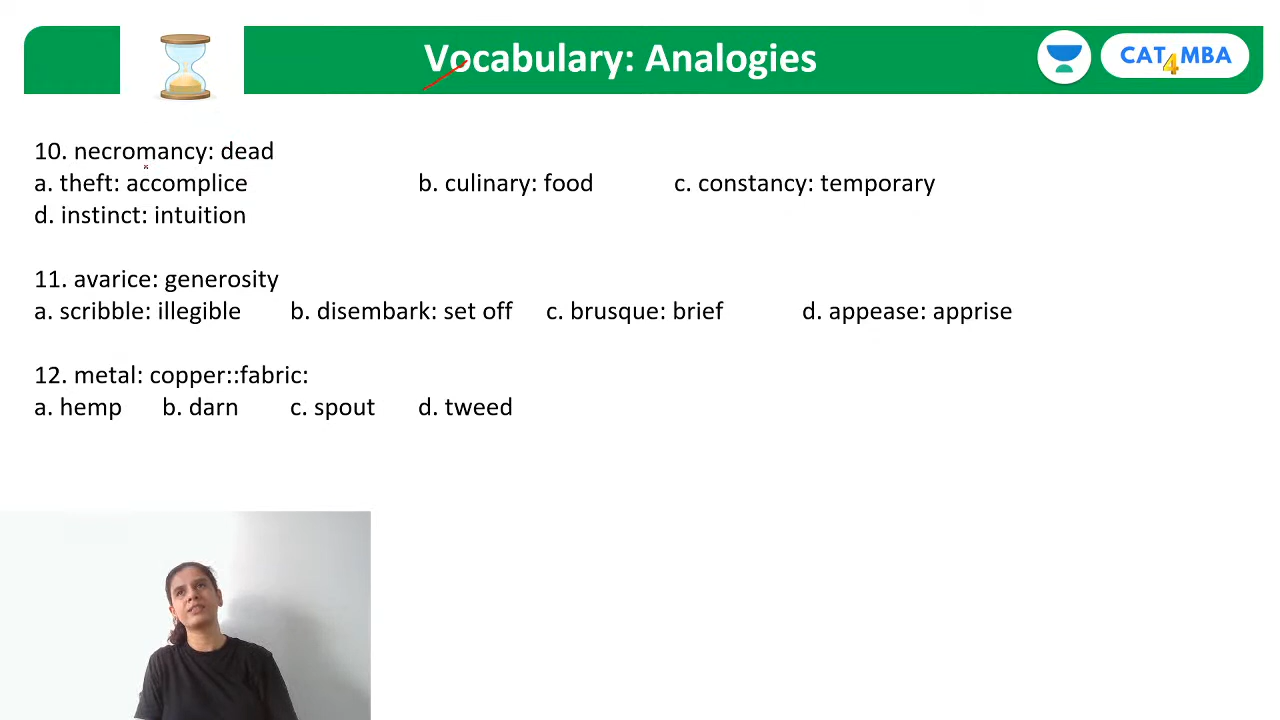 Vocabulary: Analogies
CAT4MBA
10. necromancy: dead
a. theft: accomplice b. culinary: food c. constancy: temporary
d. instinct: intuition
11. avarice: generosity
a. scribble: illegible b. disembark: set off c. brusque: brief d. appease: apprise
12. metal: copper::fabric:
a. hemp b. darn c. spout d. tweed